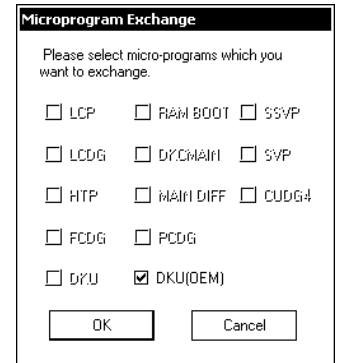 Microprogram Exchange
Please select micro-programs which you
want to exchange.
LCP RAM BOOT SSVP
LCDG DKCMAIN SVP
HTP MAIN DIFF CUDG4
FCDG PCDG
DKU DKU(OEM)
OK Cancel